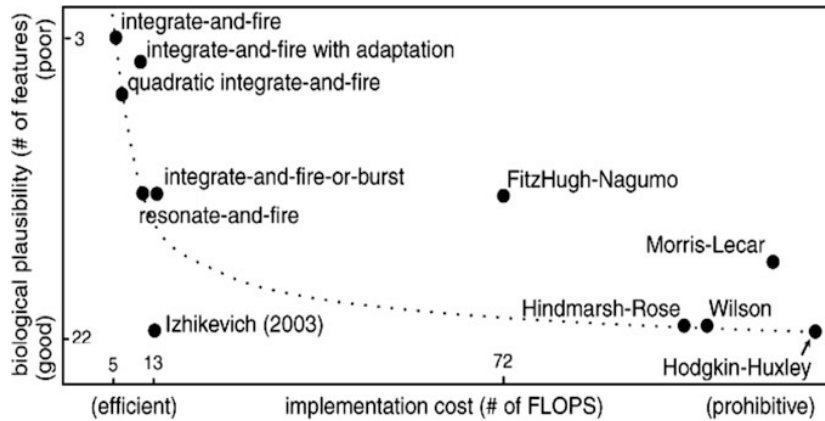 integrate-and-fire
integrate-and-fire with adaptation
quadratic integrate-and-fire
integrate-and-fire-or-burst
resonate-and-fire
FitzHugh-Nagumo
Morris-Lecar
Hindmarsh-Rose
Wilson
Izhikevich (2003)
Hodgkin-Huxley
biological plausibility (# of features)
(good) (poor)
3
22
5
13
72
(efficient)
implementation cost (# of FLOPS)
(prohibitive)